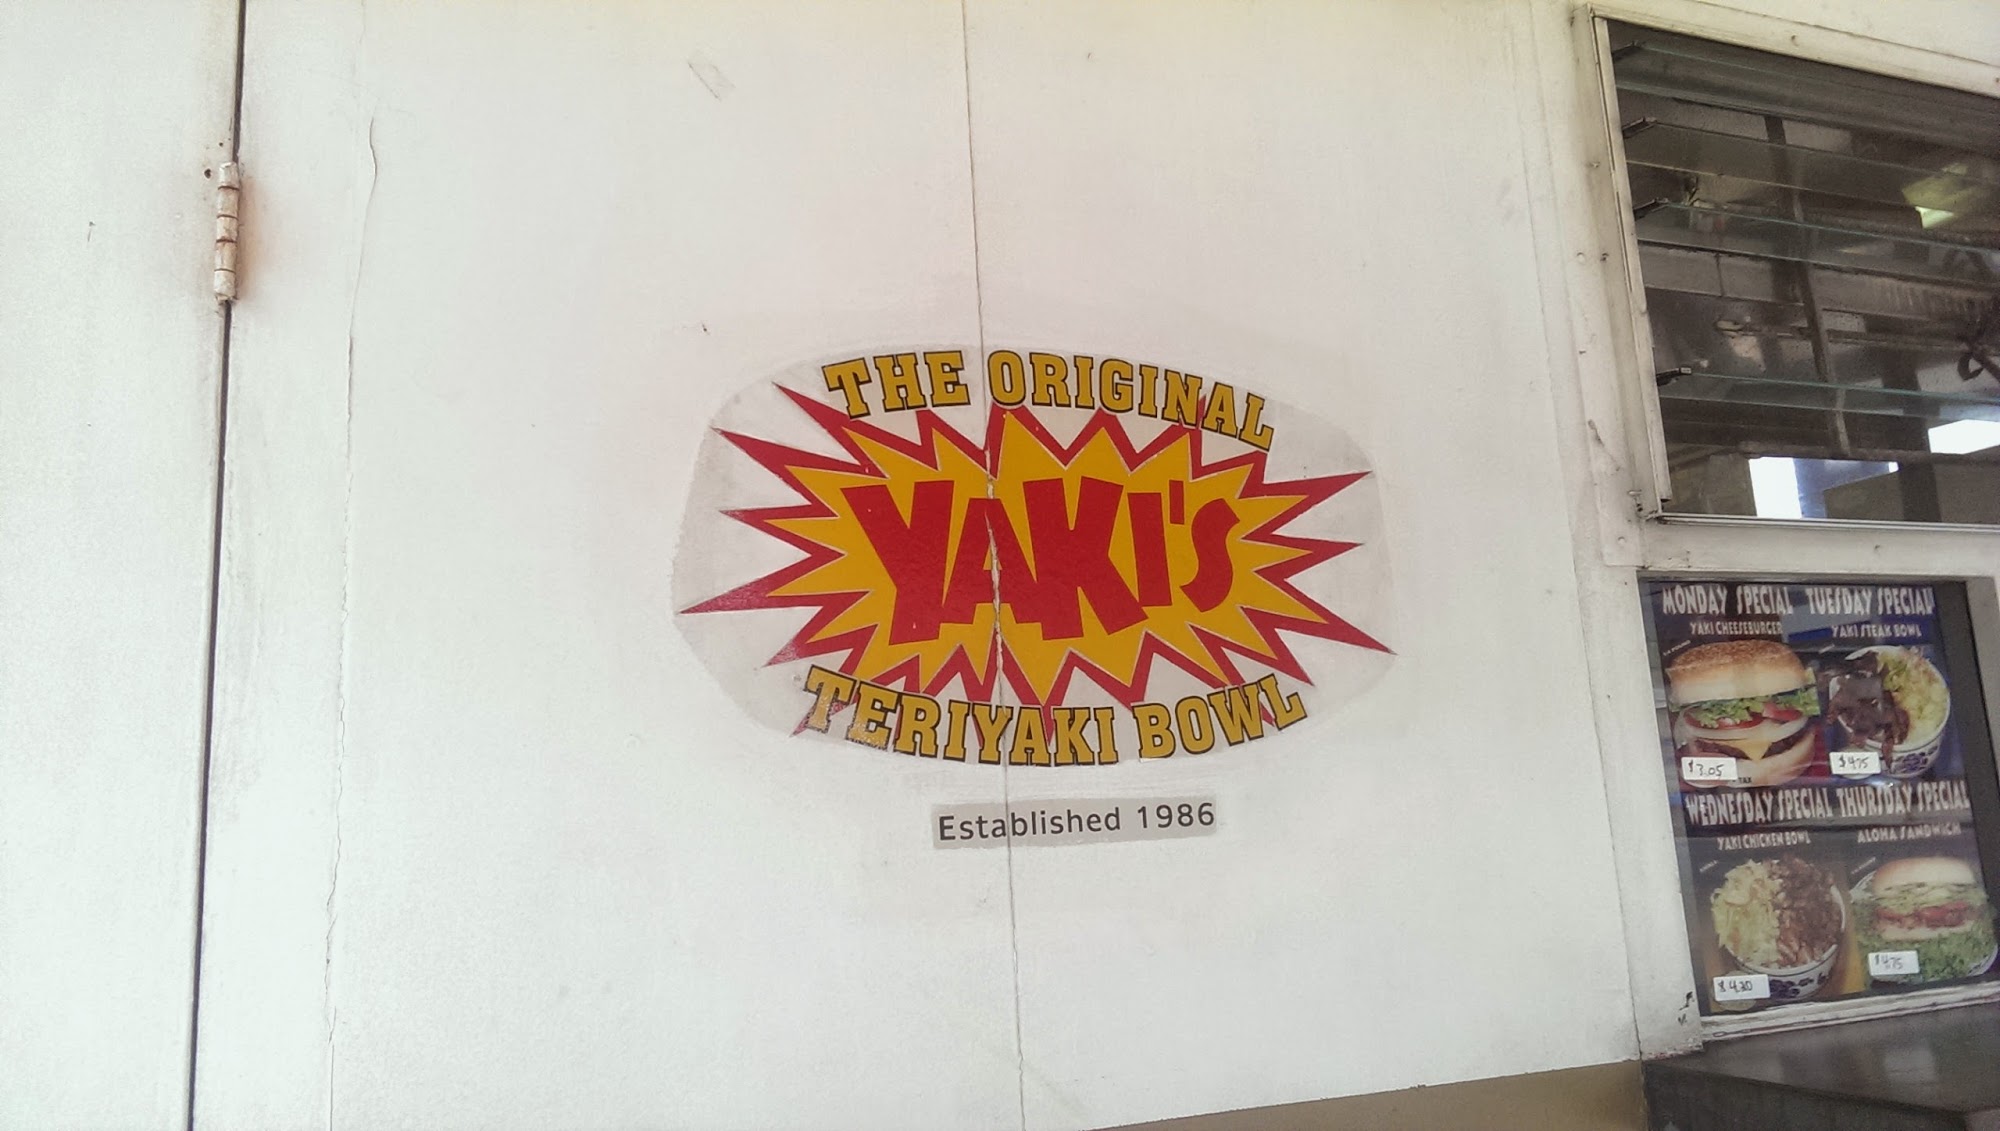 THE ORIGINAL
YAKI'S
TERIYAKI BOWL
Established 1986
MONDAY SPECIAL
YAKI CHEESEBURGER
$3.05
TAX
TUESDAY SPECIAL
YAKI STEAK BOWL
$4.75
WEDNESDAY SPECIAL
YAKI CHICKEN BOWL
$4.30
THURSDAY SPECIAL
ALOHA SANDWICH
$4.75